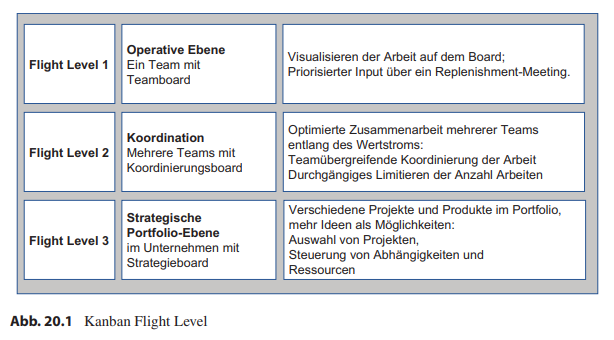 Flight Level 1
Operative Ebene
Ein Team mit
Teamboard
Visualisieren der Arbeit auf dem Board;
Priorisierter Input über ein Replenishment-Meeting.
Flight Level 2
Koordination
Mehrere Teams mit
Koordinierungsboard
Optimierte Zusammenarbeit mehrerer Teams
entlang des Wertstroms:
Teamübergreifende Koordinierung der Arbeit
Durchgängiges Limitieren der Anzahl Arbeiten
Flight Level 3
Strategische
Portfolio-Ebene
im Unternehmen mit
Strategieboard
Verschiedene Projekte und Produkte im Portfolio,
mehr Ideen als Möglichkeiten:
Auswahl von Projekten,
Steuerung von Abhängigkeiten und
Ressourcen
Abb. 20.1 Kanban Flight Level